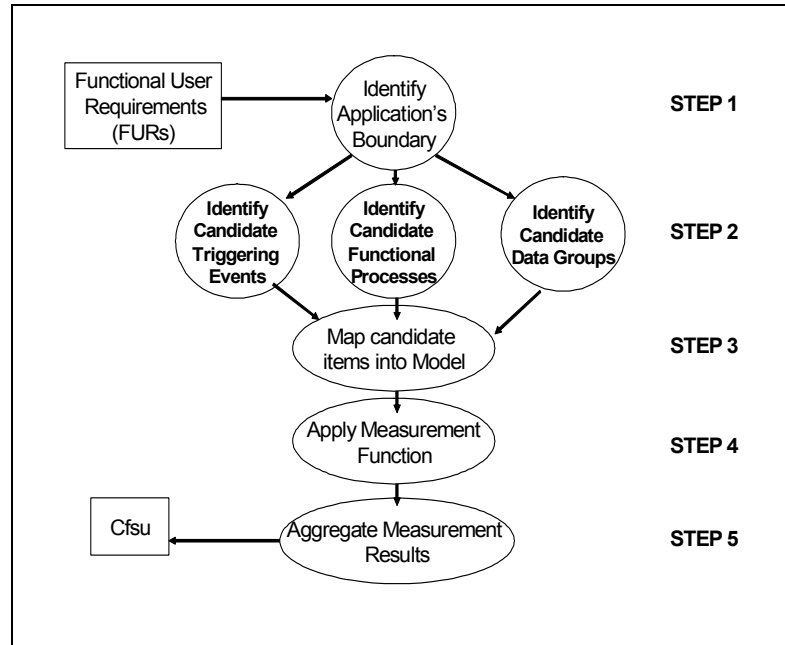 Functional User
Requirements
(FURs)
Identify
Application's
Boundary
STEP 1
Identify
Candidate
Triggering
Events
Identify
Candidate
Functional
Processes
Identify
Candidate
Data Groups
STEP 2
Map candidate
items into Model
STEP 3
Apply Measurement
Function
STEP 4
Cfsu
Aggregate Measurement
Results
STEP 5